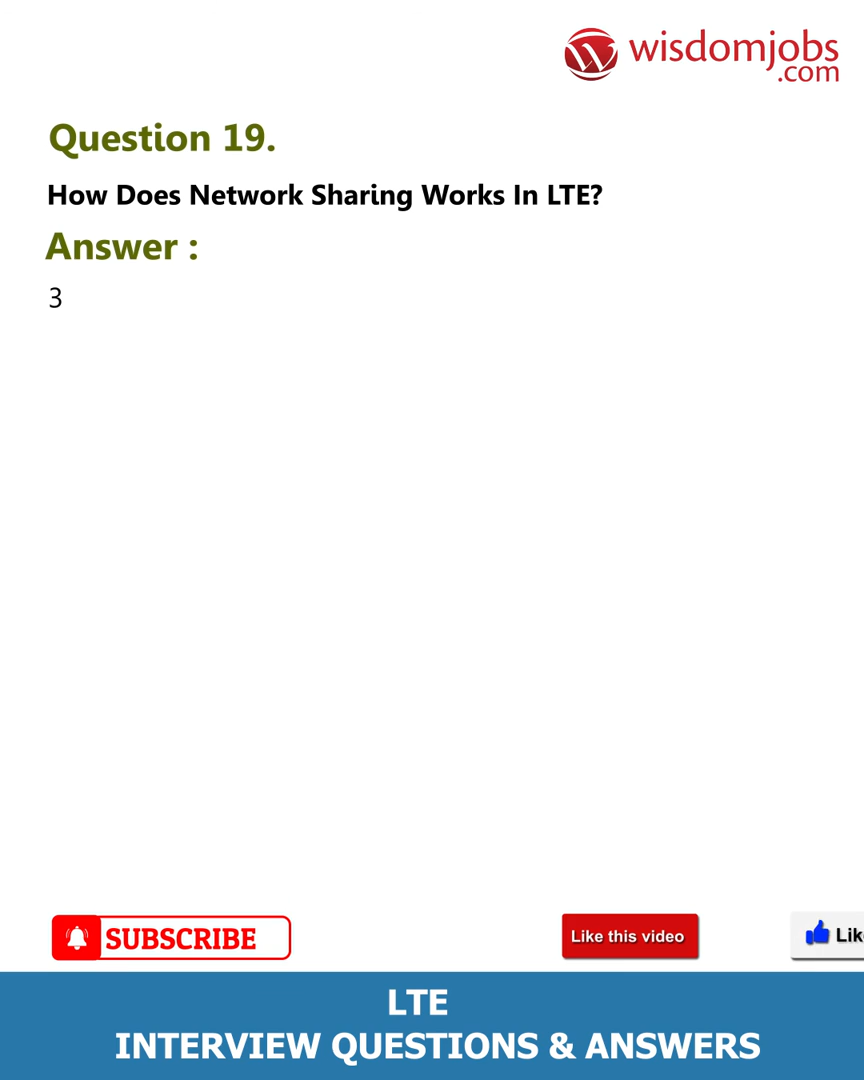 wisdomjobs
.com
Question 19.
How Does Network Sharing Works In LTE?
Answer :
3
SUBSCRIBE
Like this video
Lik
LTE
INTERVIEW QUESTIONS & ANSWERS